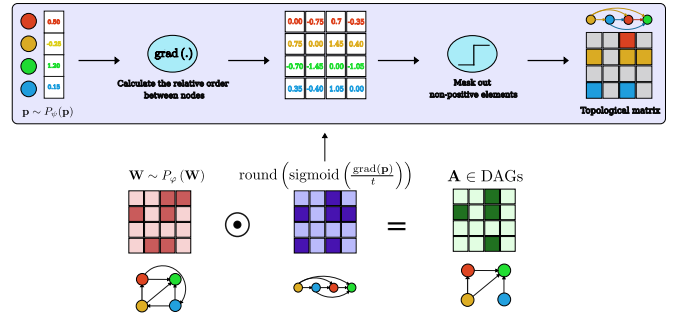 0.50
-0.25
1.20
0.15
p ~ Pψ(p)
grad (.)
Calculate the relative order
between nodes
0.00 -0.75 0.7 -0.35
0.75 0.00 1.45 0.40
-0.70 -1.45 0.00 -1.05
0.35 -0.40 1.05 0.00
Mask out
non-positive elements
Topological matrix
W ~ Pφ (W)
round (sigmoid (grad(p)/t))
A ∈ DAGs
⊙
=